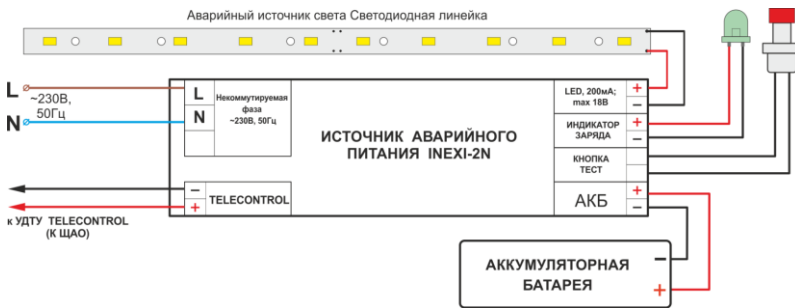 Аварийный источник света Светодиодная линейка
L
~230В,
50Гц
N
L
N
Некоммутируемая
фаза
~230В, 50Гц
ИСТОЧНИК АВАРИЙНОГО
ПИТАНИЯ INEXI-2N
LED, 200мА;
max 18В
+
−
ИНДИКАТОР
ЗАРЯДА
+
−
КНОПКА
ТЕСТ
АКБ
+
−
−
+
TELECONTROL
к УДТУ TELECONTROL
(К ЩАО)
АККУМУЛЯТОРНАЯ
БАТАРЕЯ
−
+